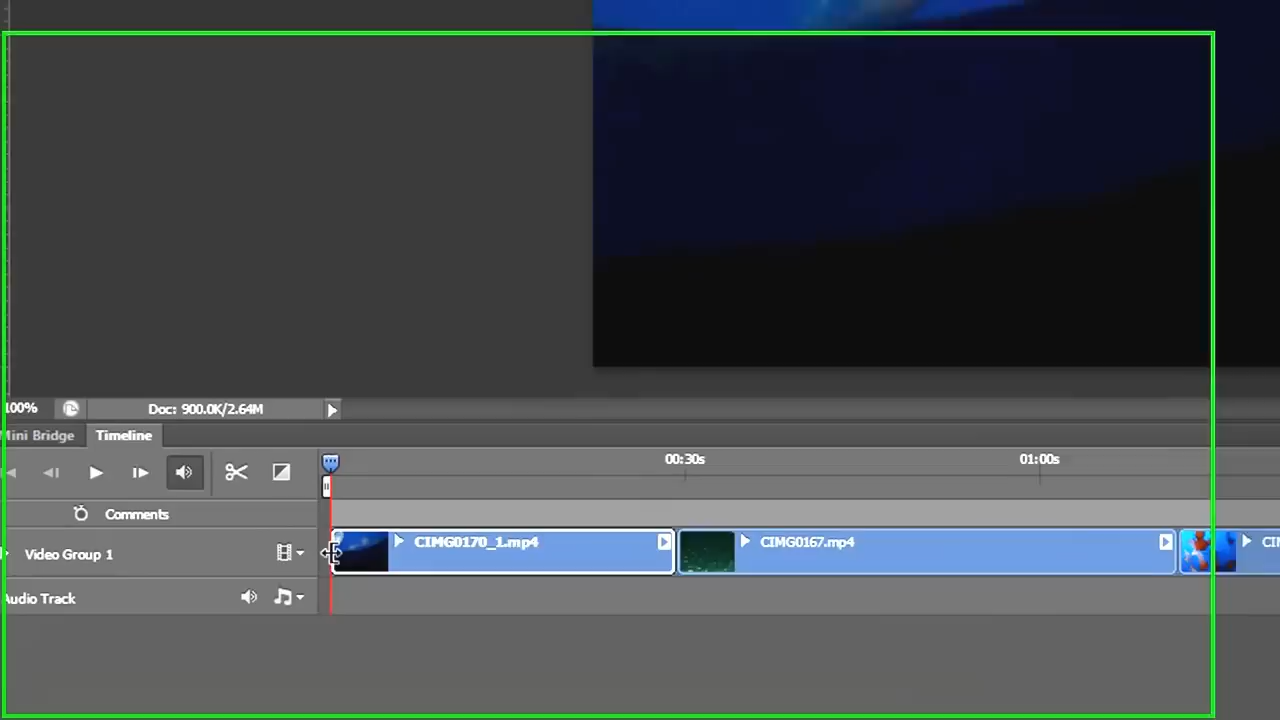 100%
Doc: 900.0K/2.64M
Mini Bridge
Timeline
00:30s
01:00s
Comments
Video Group 1
CIMG0170_1.mp4
CIMG0167.mp4
Audio Track